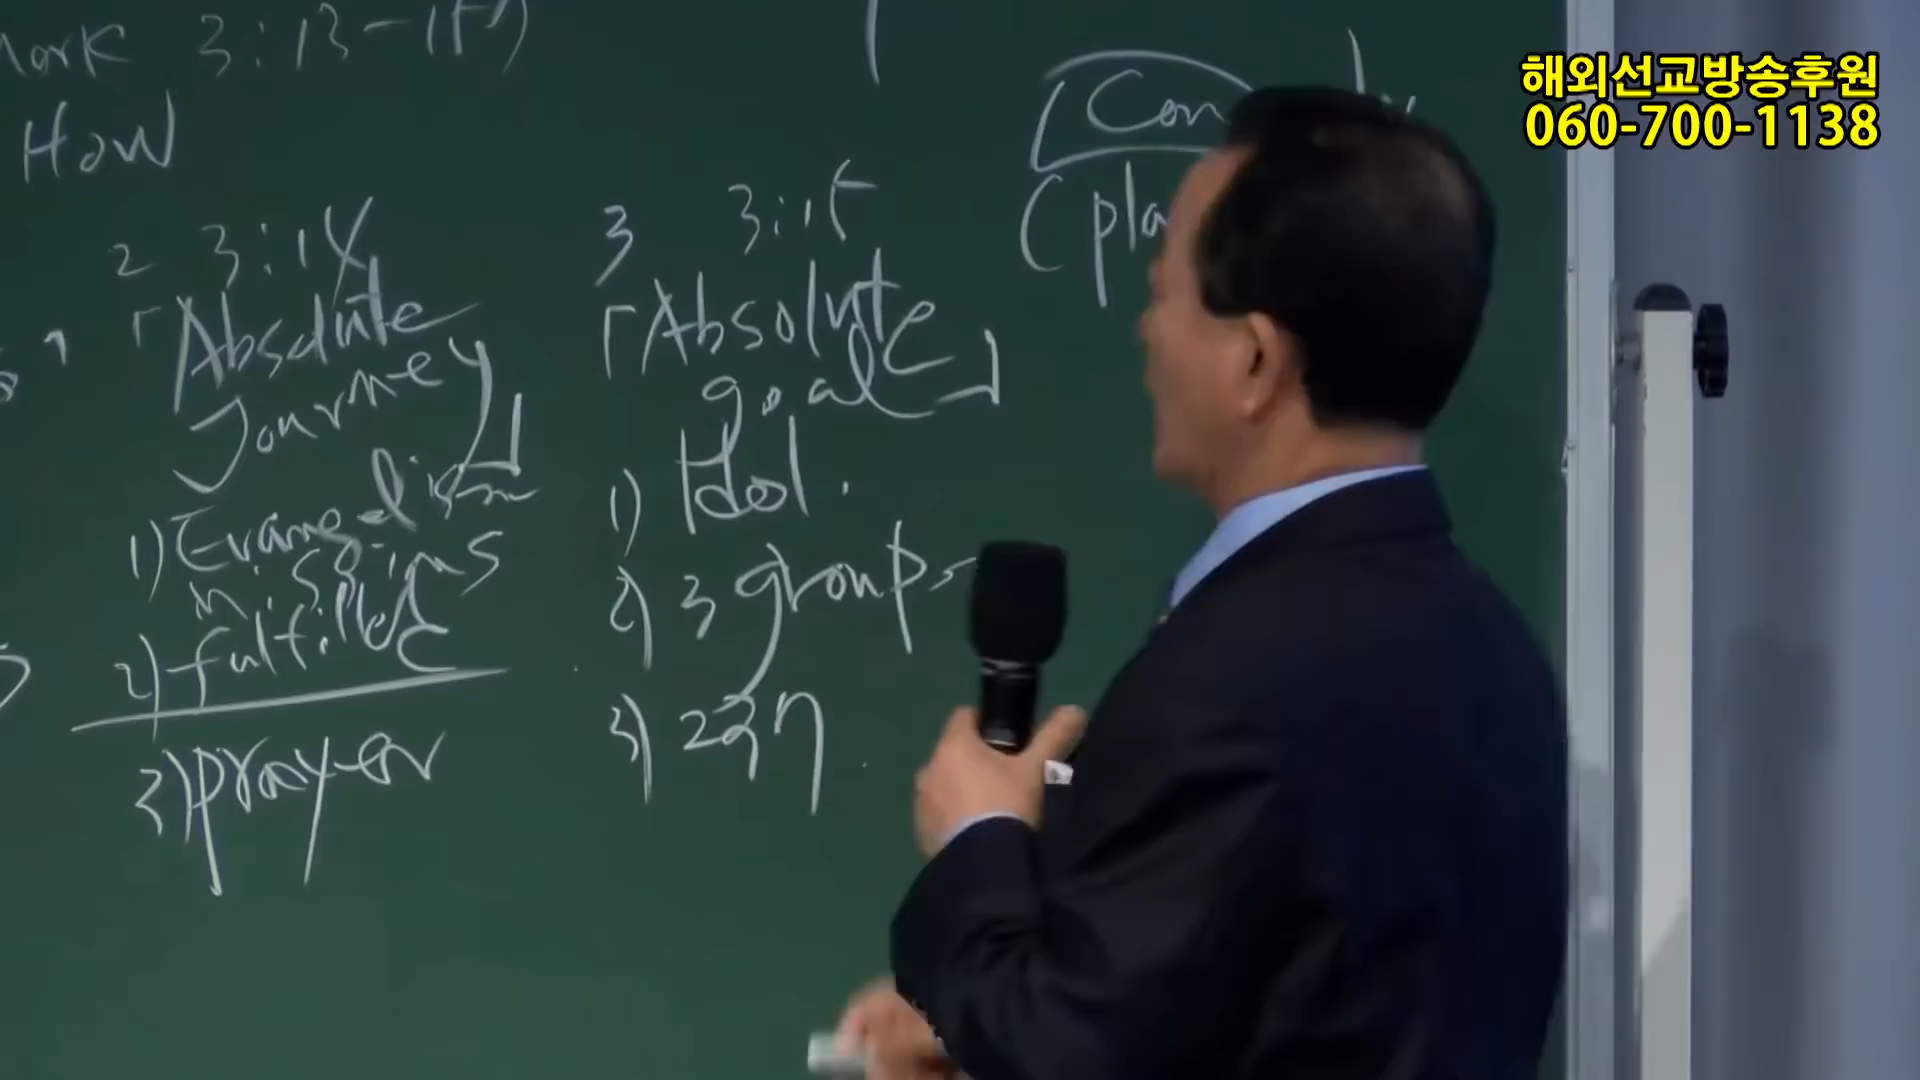 Mark 3:13-15)
How
2 3:14
「Absolute
Journey」
1) Evangelism
missions
2) fulfilled
3) prayer
3 3:15
「Absolute
goal」
1) Idol.
2) 3 groups
3) 237
해외선교방송후원
060-700-1138